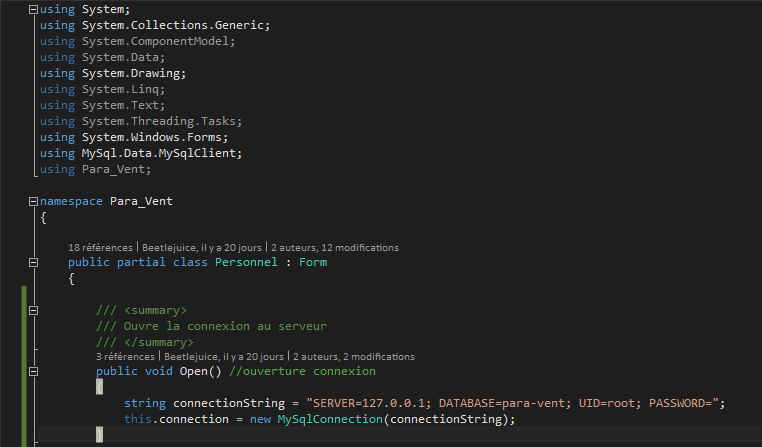 using System;
using System.Collections.Generic;
using System.ComponentModel;
using System.Data;
using System.Drawing;
using System.Linq;
using System.Text;
using System.Threading.Tasks;
using System.Windows.Forms;
using MySql.Data.MySqlClient;
using Para_Vent;
namespace Para_Vent
{
18 références | Beetlejuice, il y a 20 jours | 2 auteurs, 12 modifications
public partial class Personnel : Form
{
/// <summary>
/// Ouvre la connexion au serveur
/// </summary>
3 références | Beetlejuice, il y a 20 jours | 2 auteurs, 2 modifications
public void Open() //ouverture connexion
{
string connectionString = "SERVER=127.0.0.1; DATABASE=para-vent; UID=root; PASSWORD=";
this.connection = new MySqlConnection(connectionString);
}